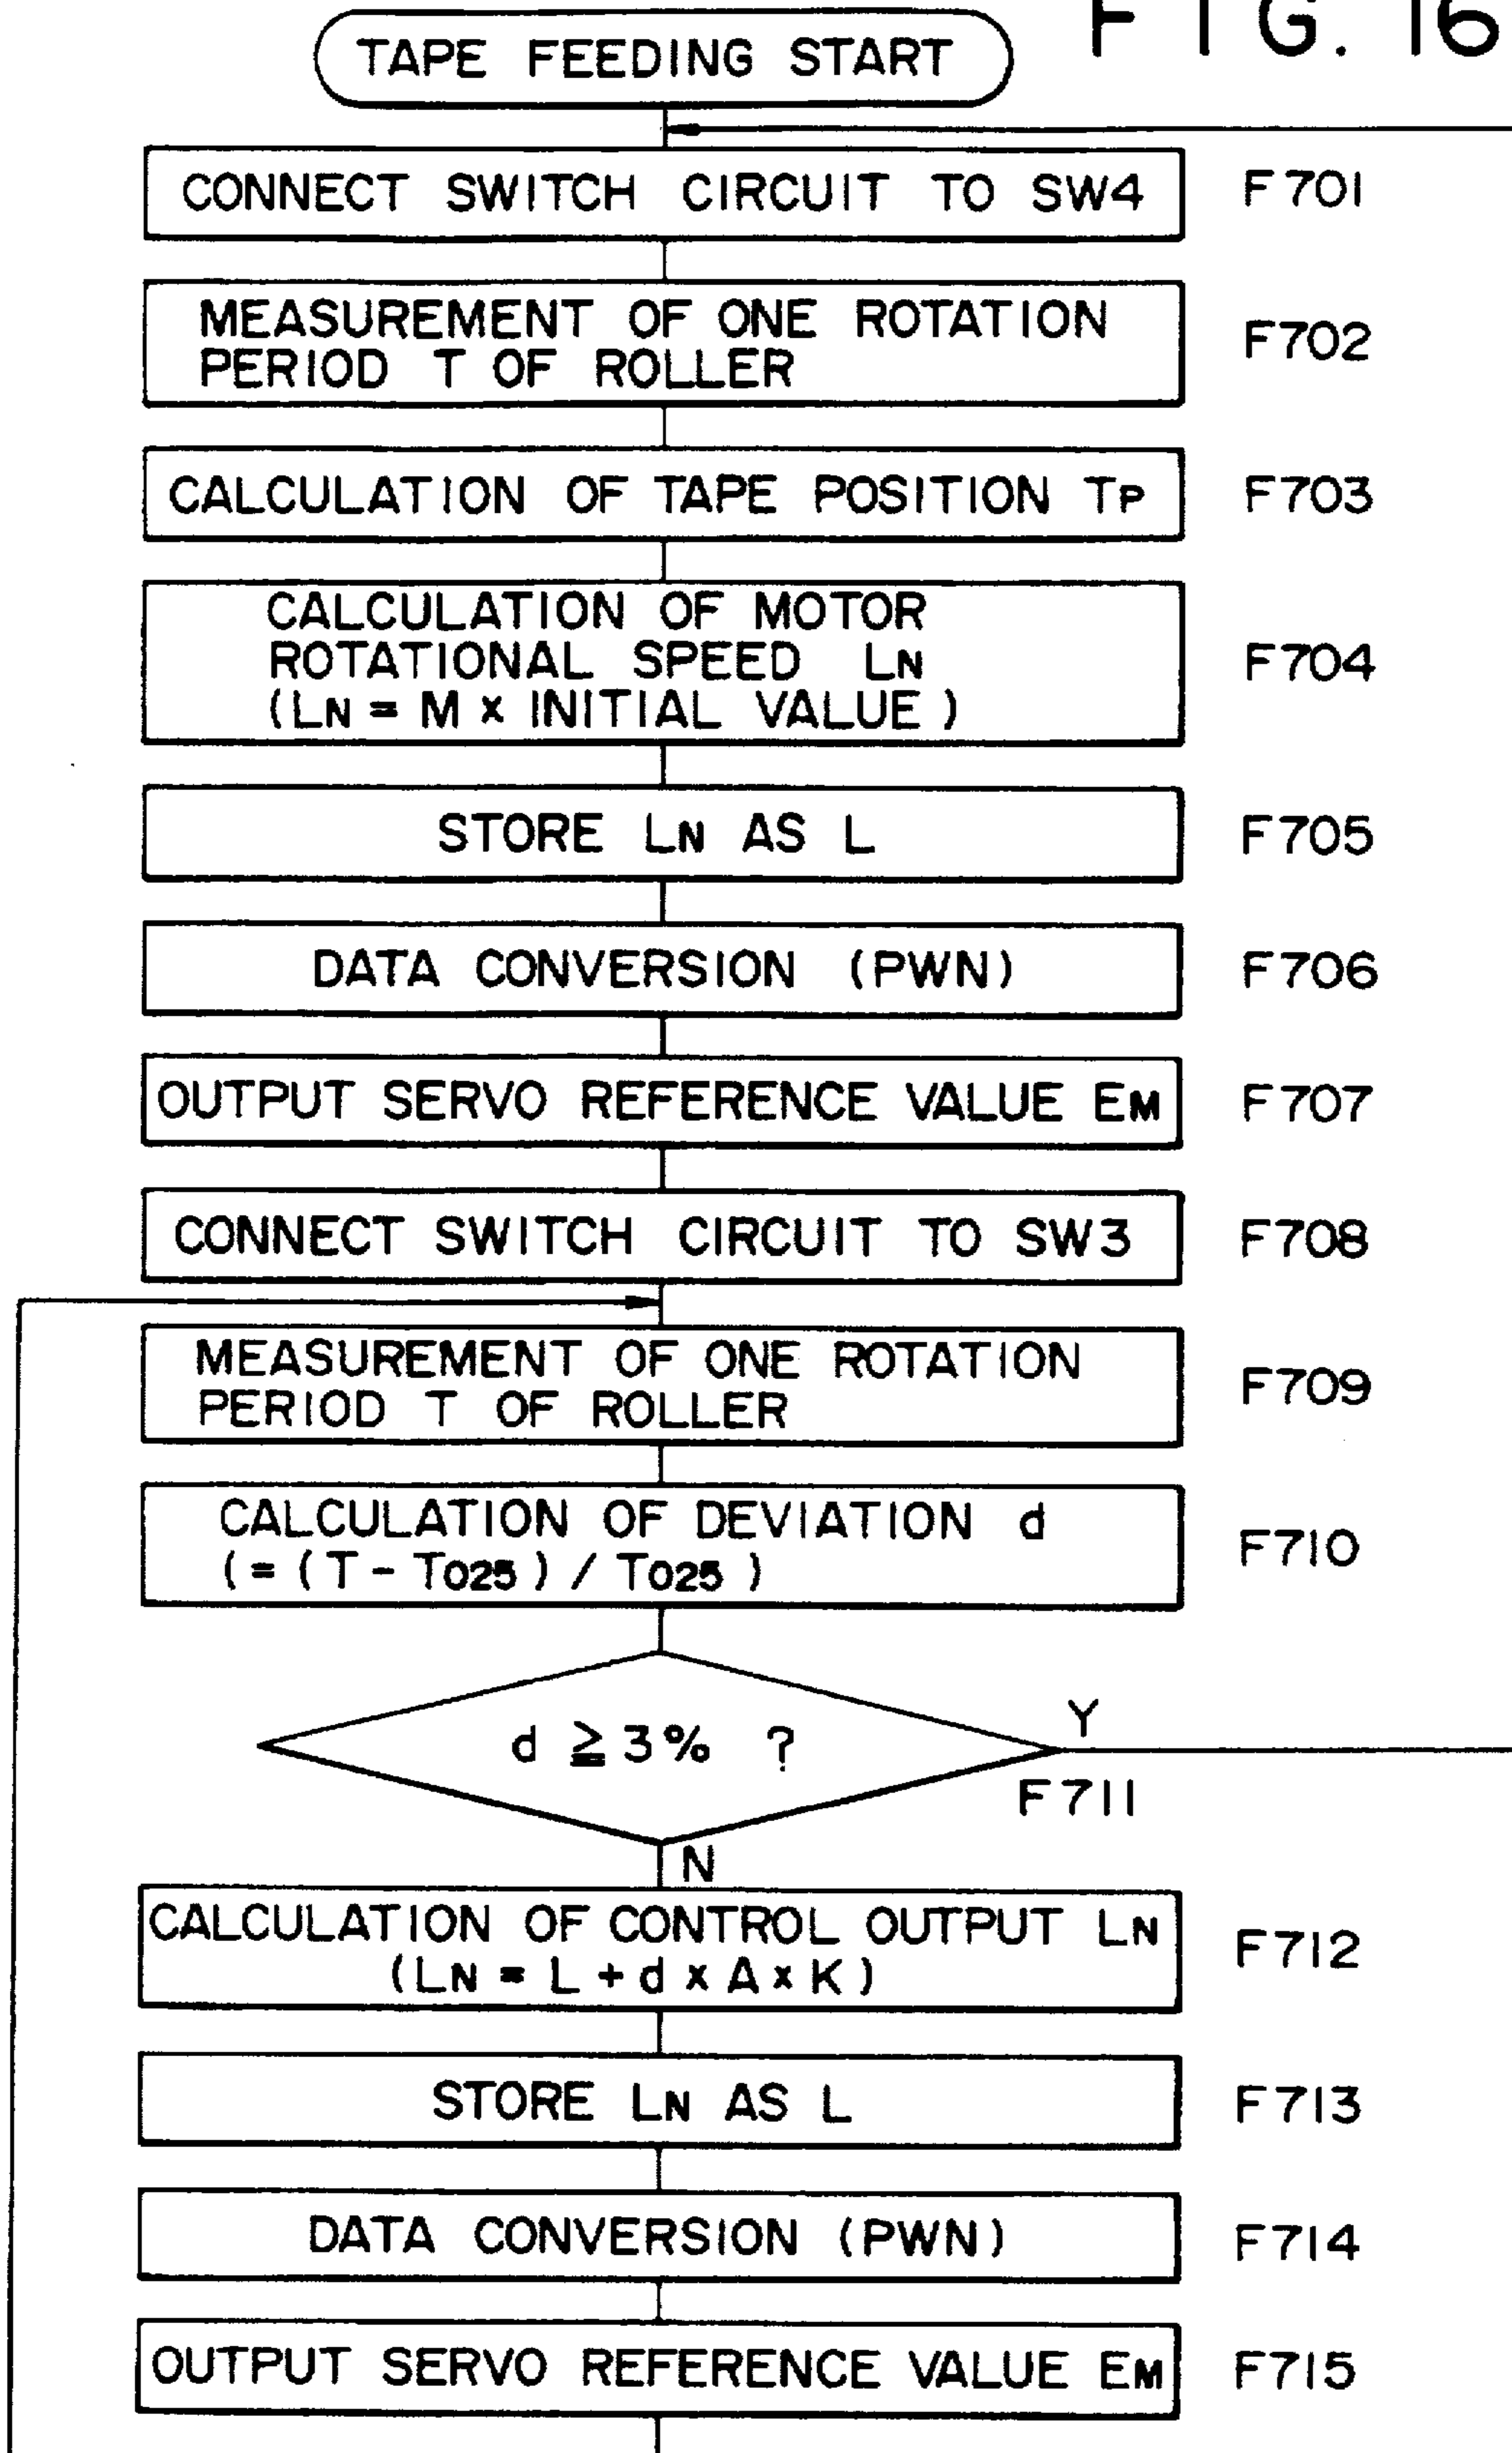 FIG. 16
TAPE FEEDING START
CONNECT SWITCH CIRCUIT TO SW4
F701
MEASUREMENT OF ONE ROTATION
PERIOD T OF ROLLER
F702
CALCULATION OF TAPE POSITION TP
F703
CALCULATION OF MOTOR
ROTATIONAL SPEED LN
(LN = M x INITIAL VALUE)
F704
STORE LN AS L
F705
DATA CONVERSION (PWN)
F706
OUTPUT SERVO REFERENCE VALUE EM
F707
CONNECT SWITCH CIRCUIT TO SW3
F708
MEASUREMENT OF ONE ROTATION
PERIOD T OF ROLLER
F709
CALCULATION OF DEVIATION d
(= (T - T025) / T025)
F710
d ≧ 3% ?
Y
F711
N
CALCULATION OF CONTROL OUTPUT LN
(LN = L + d x A x K)
F712
STORE LN AS L
F713
DATA CONVERSION (PWN)
F714
OUTPUT SERVO REFERENCE VALUE EM
F715